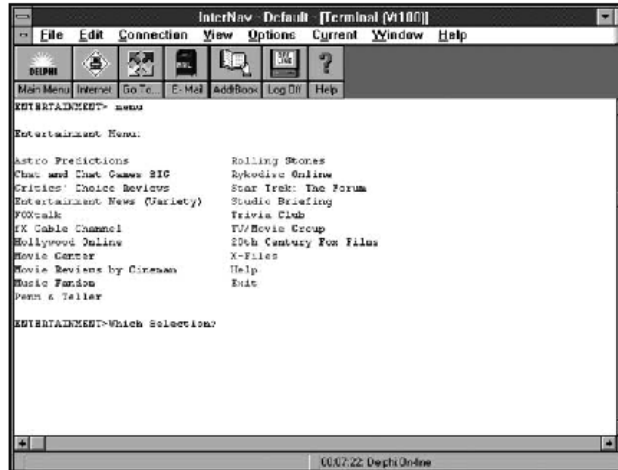 InterNav - Default - [Terminal (Vt100)]
File Edit Connection View Options Current Window Help
DELPHI
Main Menu Internet Go To... E-Mail AddrBook Log Off Help
ENTERTAINMENT> menu
Entertainment Menu:
Astro Predictions Rolling Stones
Chat and Chat Games BIG Rykodisc Online
Critics' Choice Reviews Star Trek: The Forum
Entertainment News (Variety) Studio Briefing
FOXtalk Trivia Club
fX Cable Channel TV/Movie Group
Hollywood Online 20th Century Fox Films
Movie Center X-Files
Movie Reviews by Cineman Help
Music Fandom Exit
Penn & Teller
ENTERTAINMENT>Which Selection?
00:07:22: Delphi On-line